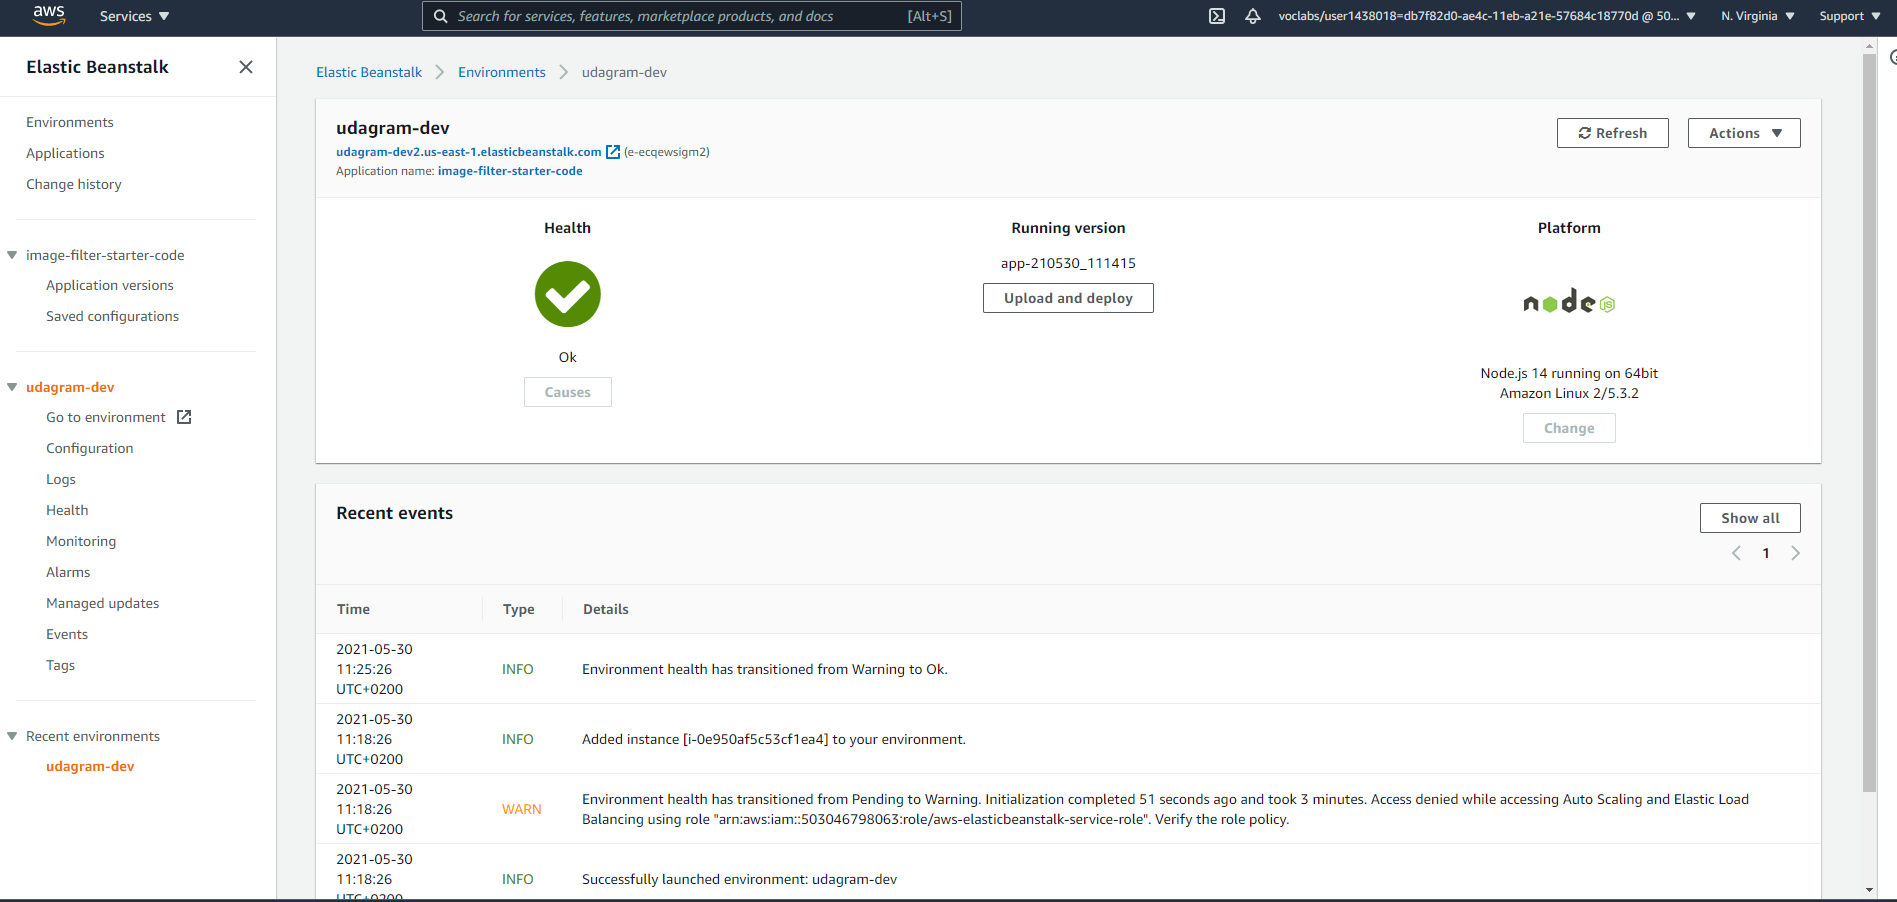 aws
Services
Search for services, features, marketplace products, and docs
[Alt+S]
voclabs/user1438018=db7f82d0-ae4c-11eb-a21e-57684c18770d @ 50...
N. Virginia
Support
Elastic Beanstalk
Environments
Applications
Change history
image-filter-starter-code
Application versions
Saved configurations
udagram-dev
Go to environment
Configuration
Logs
Health
Monitoring
Alarms
Managed updates
Events
Tags
Recent environments
udagram-dev
Elastic Beanstalk
Environments
udagram-dev
udagram-dev
udagram-dev2.us-east-1.elasticbeanstalk.com (e-ecqewsigm2)
Application name: image-filter-starter-code
Refresh
Actions
Health
Ok
Causes
Running version
app-210530_111415
Upload and deploy
Platform
node
JS
Node.js 14 running on 64bit
Amazon Linux 2/5.3.2
Change
Recent events
Show all
1
Time
Type
Details
2021-05-30
11:25:26
UTC+0200
INFO
Environment health has transitioned from Warning to Ok.
2021-05-30
11:18:26
UTC+0200
INFO
Added instance [i-0e950af5c53cf1ea4] to your environment.
2021-05-30
11:18:26
UTC+0200
WARN
Environment health has transitioned from Pending to Warning. Initialization completed 51 seconds ago and took 3 minutes. Access denied while accessing Auto Scaling and Elastic Load
Balancing using role "arn:aws:iam::503046798063:role/aws-elasticbeanstalk-service-role". Verify the role policy.
2021-05-30
11:18:26
UTC+0200
INFO
Successfully launched environment: udagram-dev